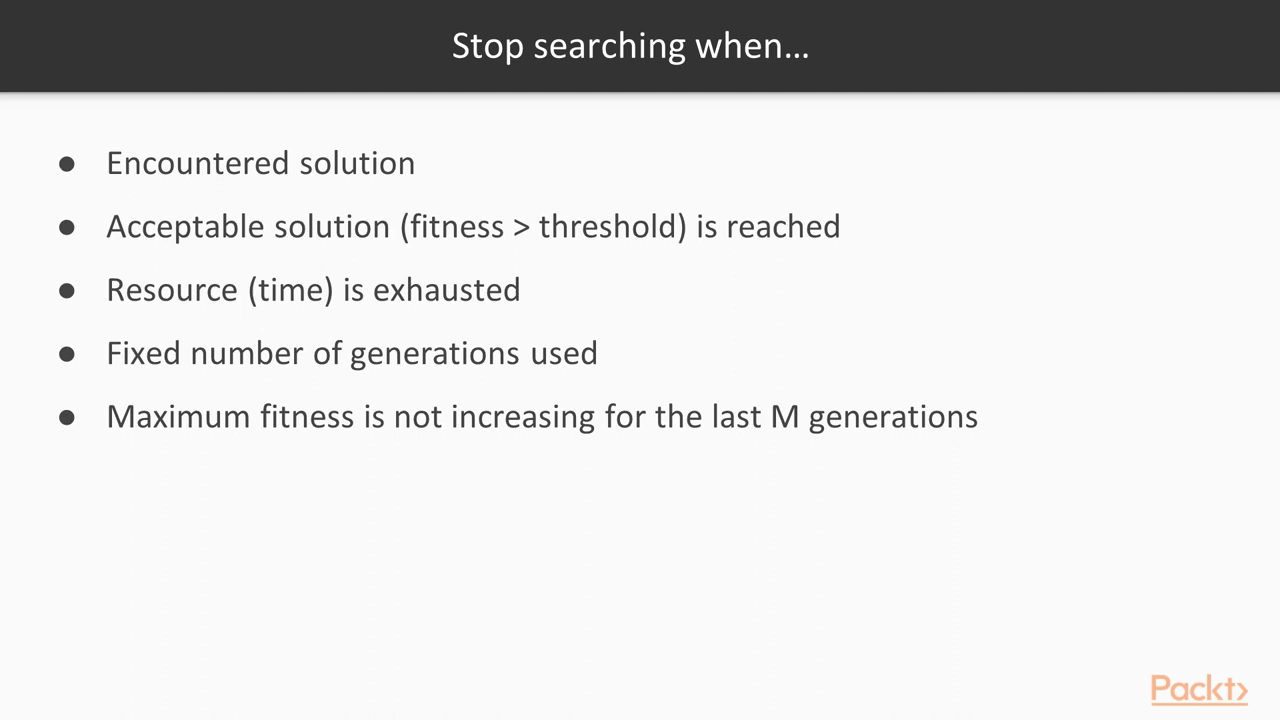 Stop searching when...
● Encountered solution
● Acceptable solution (fitness > threshold) is reached
● Resource (time) is exhausted
● Fixed number of generations used
● Maximum fitness is not increasing for the last M generations
Packt>